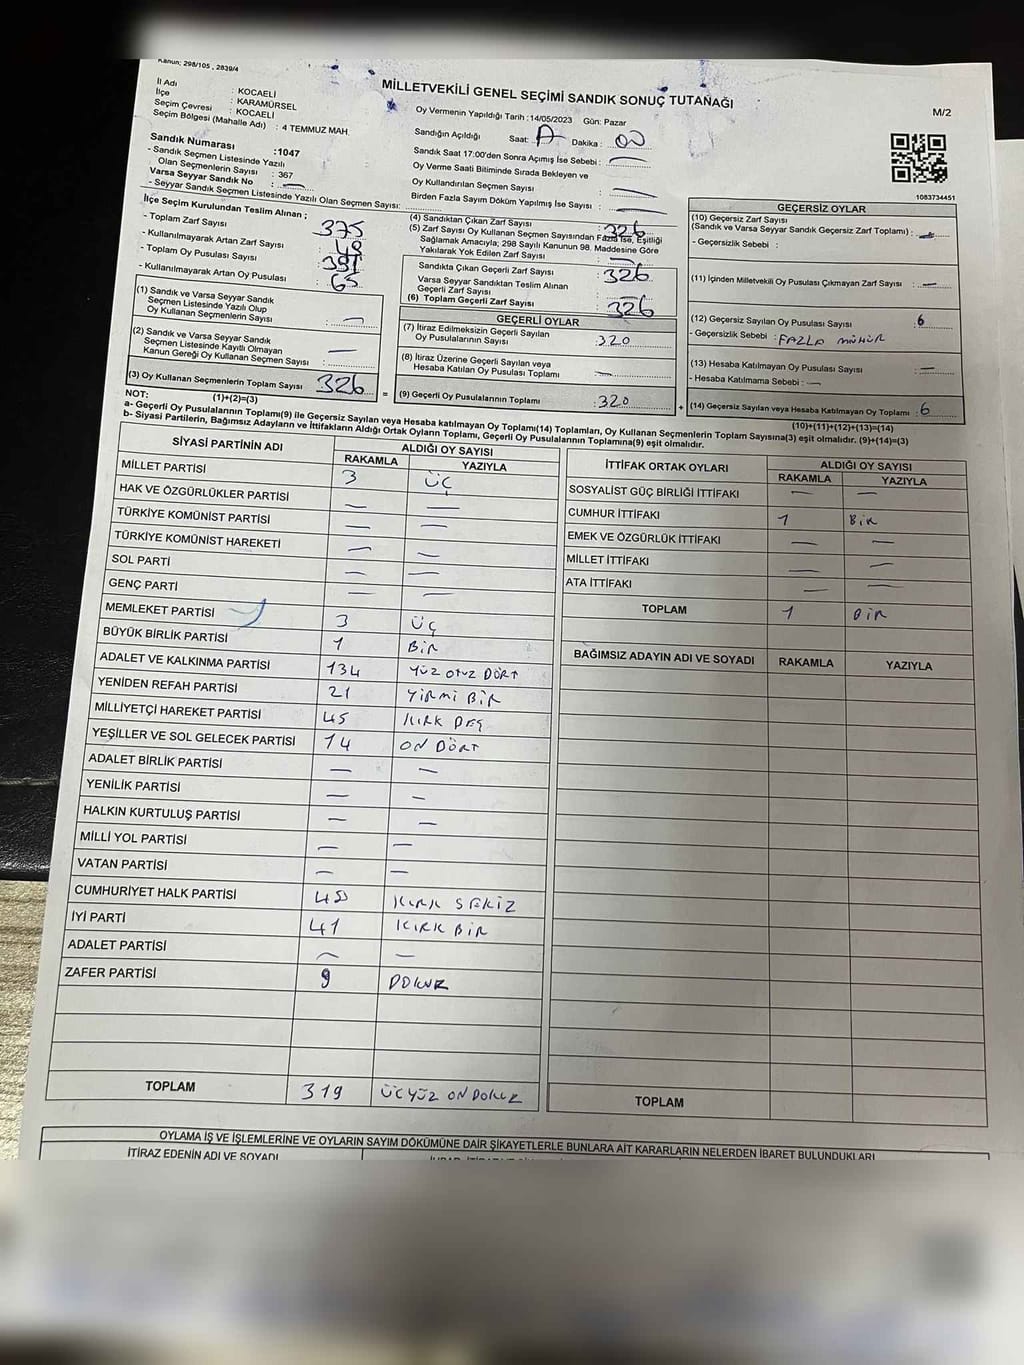 Kanun; 298/105 , 2839/4
MİLLETVEKİLİ GENEL SEÇİMİ SANDIK SONUÇ TUTANAĞI
M/2
İl Adı : KOCAELİ
İlçe : KARAMÜRSEL
Seçim Çevresi : KOCAELİ
Seçim Bölgesi (Mahalle Adı) : 4 TEMMUZ MAH.
Sandık Numarası : 1047
- Sandık Seçmen Listesinde Yazılı
Olan Seçmenlerin Sayısı : 367
Varsa Seyyar Sandık No : —
- Seyyar Sandık Seçmen Listesinde Yazılı Olan Seçmen Sayısı:
Oy Vermenin Yapıldığı Tarih :14/05/2023 Gün: Pazar
Sandığın Açıldığı Saat: Dakika : 00
Sandık Saat 17:00'den Sonra Açımış İse Sebebi : —
Oy Verme Saati Bitiminde Sırada Bekleyen ve
Oy Kullandırılan Seçmen Sayısı : —
Birden Fazla Sayım Döküm Yapılmış İse Sayısı : —
1083734451
İlçe Seçim Kurulundan Teslim Alınan ;
- Toplam Zarf Sayısı : 375
- Kullanılmayarak Artan Zarf Sayısı :
- Toplam Oy Pusulası Sayısı : 391
- Kullanılmayarak Artan Oy Pusulası : 65
(1) Sandık ve Varsa Seyyar Sandık
Seçmen Listesinde Yazılı Olup
Oy Kullanan Seçmenlerin Sayısı : —
(2) Sandık ve Varsa Seyyar Sandık
Seçmen Listesinde Kayıtlı Olmayan
Kanun Gereği Oy Kullanan Seçmen Sayısı : —
(3) Oy Kullanan Seçmenlerin Toplam Sayısı 326 =
(4) Sandıktan Çıkan Zarf Sayısı : 326
(5) Zarf Sayısı Oy Kullanan Seçmen Sayısından Fazla İse, Eşitliği
Sağlamak Amacıyla; 298 Sayılı Kanunun 98. Maddesine Göre
Yakılarak Yok Edilen Zarf Sayısı : —
Sandıkta Çıkan Geçerli Zarf Sayısı : 326
Varsa Seyyar Sandıktan Teslim Alınan
Geçerli Zarf Sayısı : —
(6) Toplam Geçerli Zarf Sayısı : 326
GEÇERLİ OYLAR
(7) İtiraz Edilmeksizin Geçerli Sayılan
Oy Pusulalarının Sayısı : 320
(8) İtiraz Üzerine Geçerli Sayılan veya
Hesaba Katılan Oy Pusulası Toplamı : —
(9) Geçerli Oy Pusulalarının Toplamı : 320 +
GEÇERSİZ OYLAR
(10) Geçersiz Zarf Sayısı
(Sandık ve Varsa Seyyar Sandık Geçersiz Zarf Toplamı) : —
- Geçersizlik Sebebi :
(11) İçinden Milletvekili Oy Pusulası Çıkmayan Zarf Sayısı : —
(12) Geçersiz Sayılan Oy Pusulası Sayısı : 6
- Geçersizlik Sebebi : FAZLA MÜHÜR
(13) Hesaba Katılmayan Oy Pusulası Sayısı : —
- Hesaba Katılmama Sebebi : —
(14) Geçersiz Sayılan veya Hesaba Katılmayan Oy Toplamı : 6
NOT: (1)+(2)=(3)
(10)+(11)+(12)+(13)=(14)
a- Geçerli Oy Pusulalarının Toplamı(9) ile Geçersiz Sayılan veya Hesaba katılmayan Oy Toplamı(14) Toplamları, Oy Kullanan Seçmenlerin Toplam Sayısına(3) eşit olmalıdır. (9)+(14)=(3)
b- Siyasi Partilerin, Bağımsız Adayların ve İttifakların Aldığı Ortak Oyların Toplamı, Geçerli Oy Pusulalarının Toplamına(9) eşit olmalıdır.
SİYASİ PARTİNİN ADI ALDIĞI OY SAYISI
RAKAMLA YAZIYLA
MİLLET PARTİSİ 3 ÜÇ
HAK VE ÖZGÜRLÜKLER PARTİSİ — —
TÜRKİYE KOMÜNİST PARTİSİ — —
TÜRKİYE KOMÜNİST HAREKETİ — —
SOL PARTİ — —
GENÇ PARTİ — —
MEMLEKET PARTİSİ 3 ÜÇ
BÜYÜK BİRLİK PARTİSİ 1 BİR
ADALET VE KALKINMA PARTİSİ 134 YÜZ OTUZ DÖRT
YENİDEN REFAH PARTİSİ 21 YİRMİ BİR
MİLLİYETÇİ HAREKET PARTİSİ 45 KIRK BEŞ
YEŞİLLER VE SOL GELECEK PARTİSİ 14 ON DÖRT
ADALET BİRLİK PARTİSİ — —
YENİLİK PARTİSİ — —
HALKIN KURTULUŞ PARTİSİ — —
MİLLİ YOL PARTİSİ — —
VATAN PARTİSİ — —
CUMHURİYET HALK PARTİSİ 48 KIRK SEKİZ
İYİ PARTİ 41 KIRK BİR
ADALET PARTİSİ — —
ZAFER PARTİSİ 9 DOKUZ
TOPLAM 319 ÜÇYÜZ ONDOKUZ
İTTİFAK ORTAK OYLARI ALDIĞI OY SAYISI
RAKAMLA YAZIYLA
SOSYALİST GÜÇ BİRLİĞİ İTTİFAKI — —
CUMHUR İTTİFAKI 1 BİR
EMEK VE ÖZGÜRLÜK İTTİFAKI — —
MİLLET İTTİFAKI — —
ATA İTTİFAKI — —
TOPLAM 1 BİR
BAĞIMSIZ ADAYIN ADI VE SOYADI RAKAMLA YAZIYLA
TOPLAM
OYLAMA İŞ VE İŞLEMLERİNE VE OYLARIN SAYIM DÖKÜMÜNE DAİR ŞİKAYETLERLE BUNLARA AİT KARARLARIN NELERDEN İBARET BULUNDUKLARI
İTİRAZ EDENİN ADI VE SOYADI